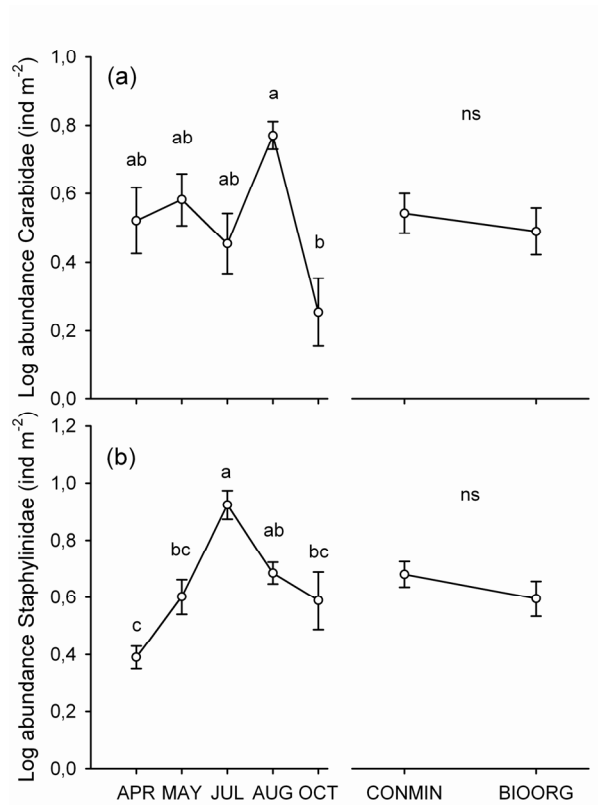 Log abundance Carabidae (ind m⁻²)
1,0
0,8
0,6
0,4
0,2
0,0
(a)
ab
ab
ab
a
b
ns
Log abundance Staphylinidae (ind m⁻²)
1,2
1,0
0,8
0,6
0,4
0,2
0,0
(b)
c
bc
a
ab
bc
ns
APR MAY JUL AUG OCT CONMIN BIOORG